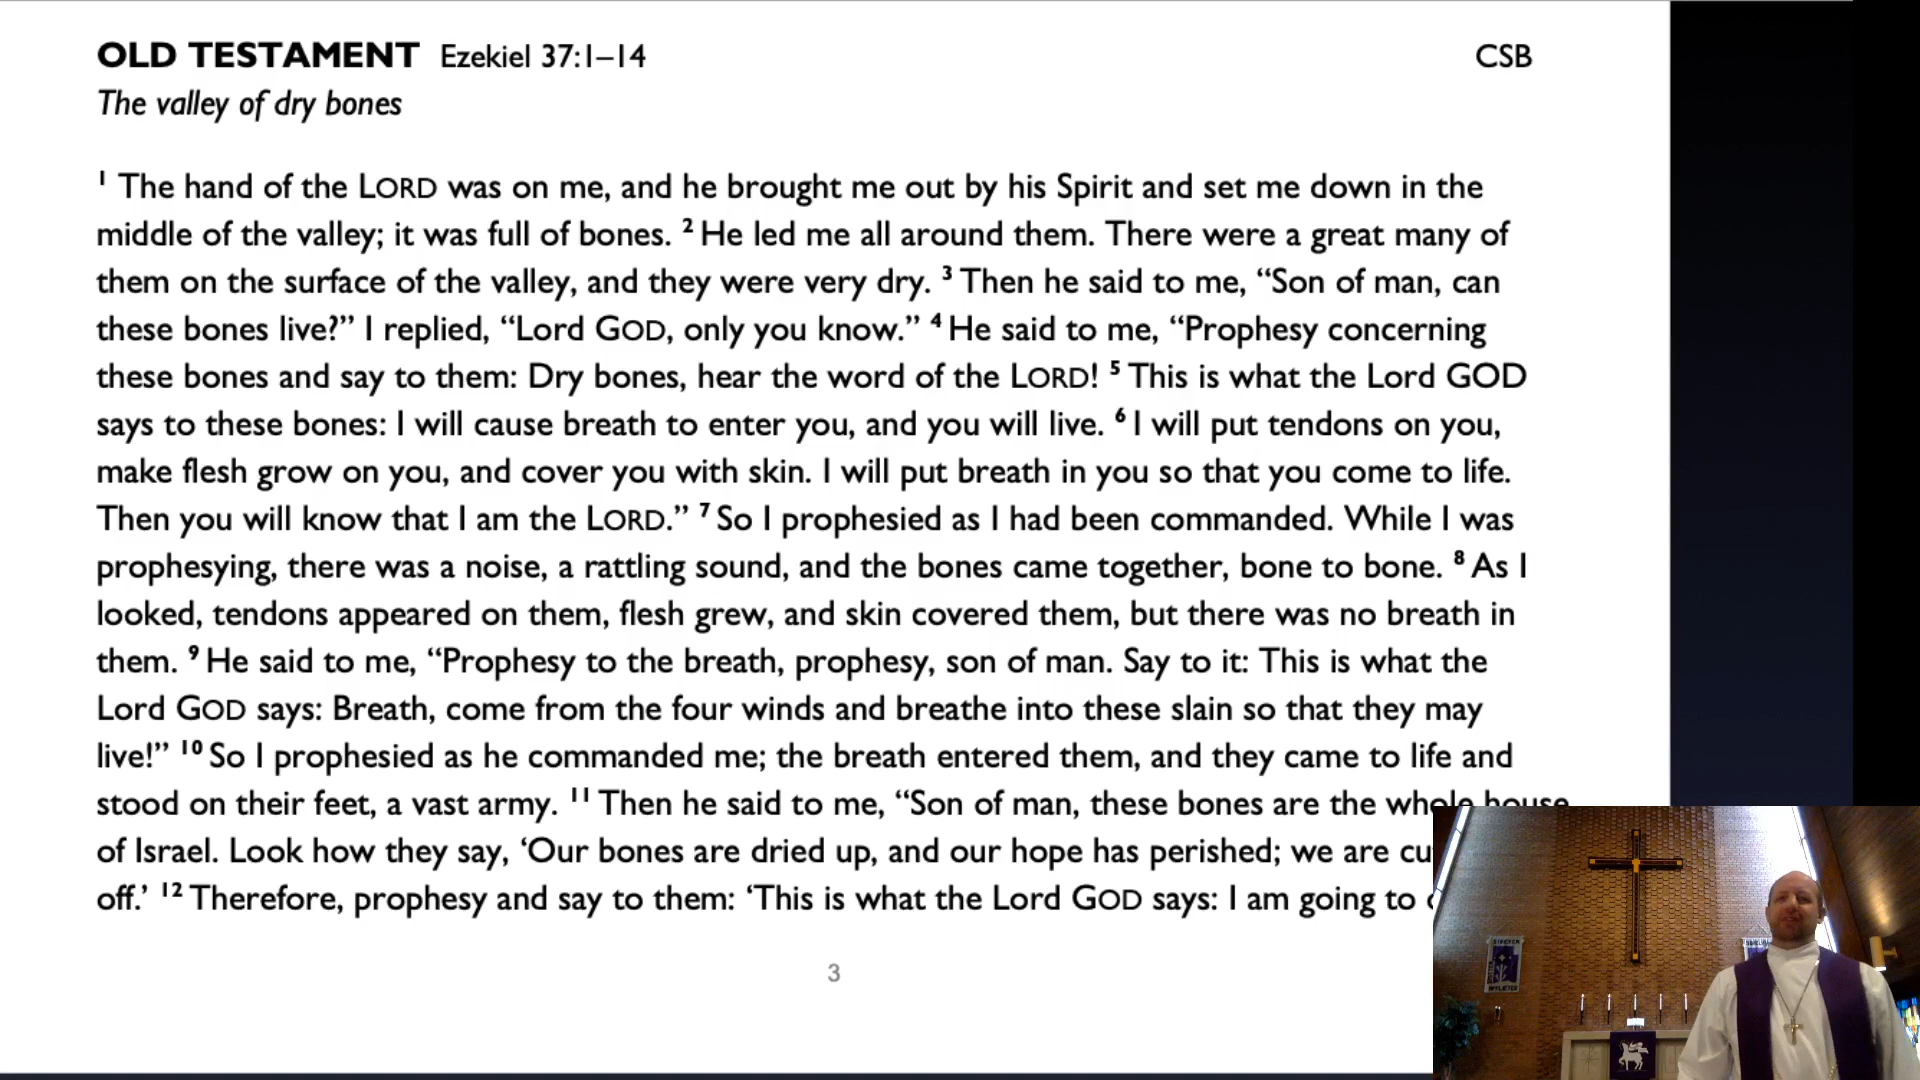 OLD TESTAMENT Ezekiel 37:1–14 CSB
The valley of dry bones
1 The hand of the LORD was on me, and he brought me out by his Spirit and set me down in the
middle of the valley; it was full of bones. 2 He led me all around them. There were a great many of
them on the surface of the valley, and they were very dry. 3 Then he said to me, “Son of man, can
these bones live?” I replied, “Lord GOD, only you know.” 4 He said to me, “Prophesy concerning
these bones and say to them: Dry bones, hear the word of the LORD! 5 This is what the Lord GOD
says to these bones: I will cause breath to enter you, and you will live. 6 I will put tendons on you,
make flesh grow on you, and cover you with skin. I will put breath in you so that you come to life.
Then you will know that I am the LORD.” 7 So I prophesied as I had been commanded. While I was
prophesying, there was a noise, a rattling sound, and the bones came together, bone to bone. 8 As I
looked, tendons appeared on them, flesh grew, and skin covered them, but there was no breath in
them. 9 He said to me, “Prophesy to the breath, prophesy, son of man. Say to it: This is what the
Lord GOD says: Breath, come from the four winds and breathe into these slain so that they may
live!” 10 So I prophesied as he commanded me; the breath entered them, and they came to life and
stood on their feet, a vast army. 11 Then he said to me, “Son of man, these bones are the whole house
of Israel. Look how they say, ‘Our bones are dried up, and our hope has perished; we are
off.’ 12 Therefore, prophesy and say to them: ‘This is what the Lord GOD says: I am going to
3